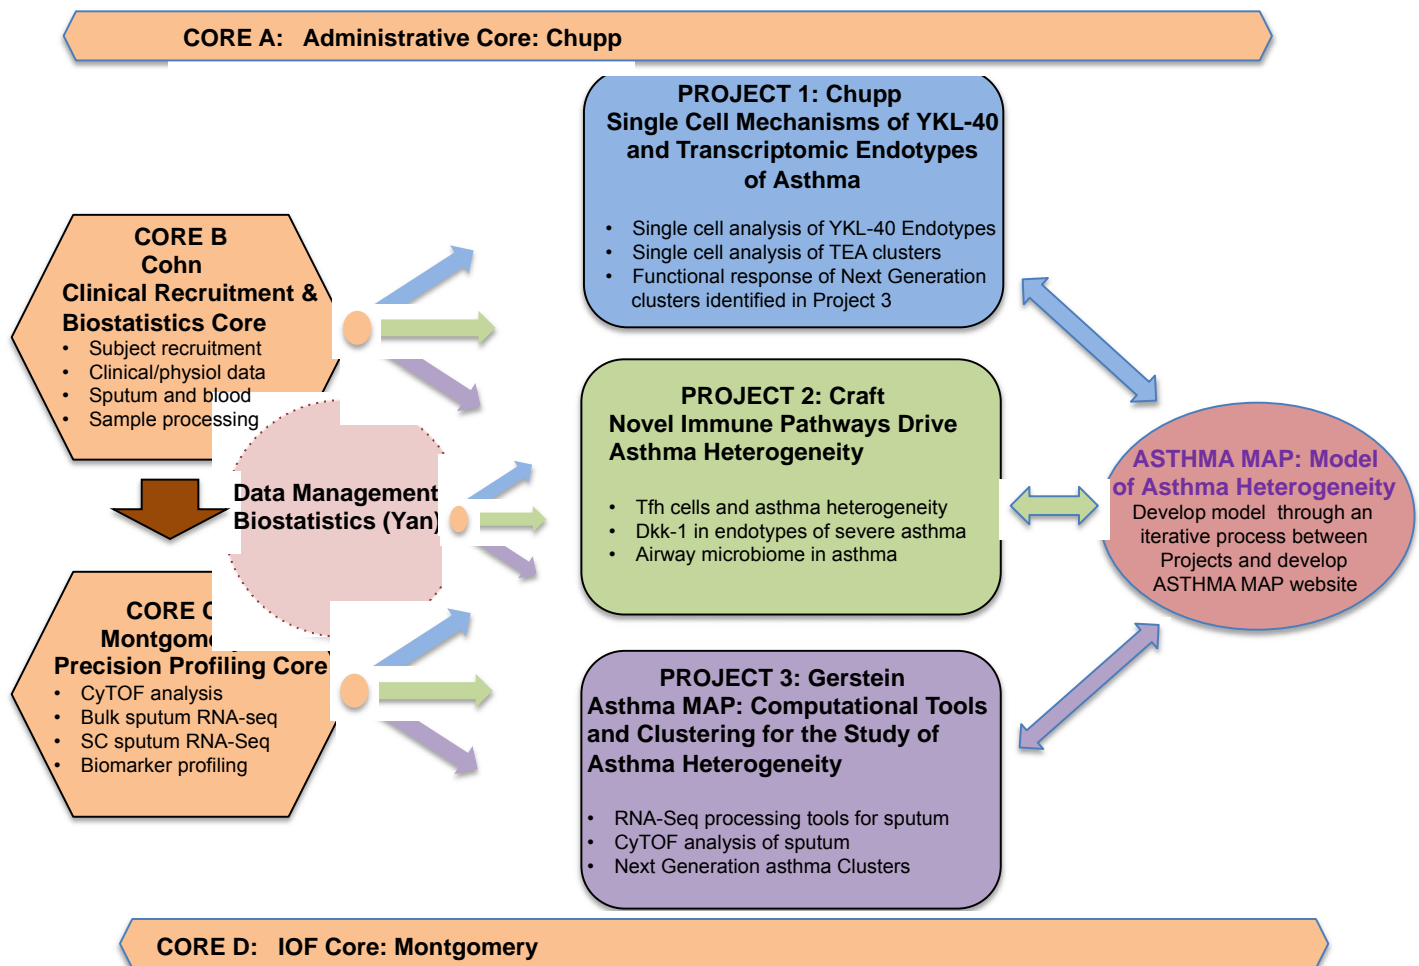 CORE A: Administrative Core: Chupp
PROJECT 1: Chupp
Single Cell Mechanisms of YKL-40
and Transcriptomic Endotypes
of Asthma
• Single cell analysis of YKL-40 Endotypes
• Single cell analysis of TEA clusters
• Functional response of Next Generation
clusters identified in Project 3
CORE B
Cohn
Clinical Recruitment &
Biostatistics Core
• Subject recruitment
• Clinical/physiol data
• Sputum and blood
• Sample processing
Data Management
Biostatistics (Yan)
PROJECT 2: Craft
Novel Immune Pathways Drive
Asthma Heterogeneity
• Tfh cells and asthma heterogeneity
• Dkk-1 in endotypes of severe asthma
• Airway microbiome in asthma
ASTHMA MAP: Model
of Asthma Heterogeneity
Develop model through an
iterative process between
Projects and develop
ASTHMA MAP website
CORE
Precision Profiling Core
• CyTOF analysis
• Bulk sputum RNA-seq
• SC sputum RNA-Seq
• Biomarker profiling
PROJECT 3: Gerstein
Asthma MAP: Computational Tools
and Clustering for the Study of
Asthma Heterogeneity
• RNA-Seq processing tools for sputum
• CyTOF analysis of sputum
• Next Generation asthma Clusters
CORE D: IOF Core: Montgomery